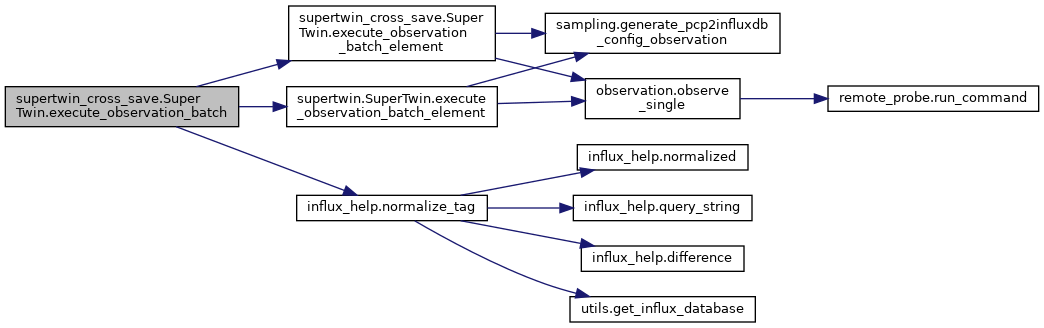 supertwin_cross_save.Super
Twin.execute_observation_batch
supertwin_cross_save.Super
Twin.execute_observation
_batch_element
supertwin.SuperTwin.execute
_observation_batch_element
influx_help.normalize_tag
sampling.generate_pcp2influxdb
_config_observation
observation.observe
_single
influx_help.normalized
influx_help.query_string
influx_help.difference
utils.get_influx_database
remote_probe.run_command